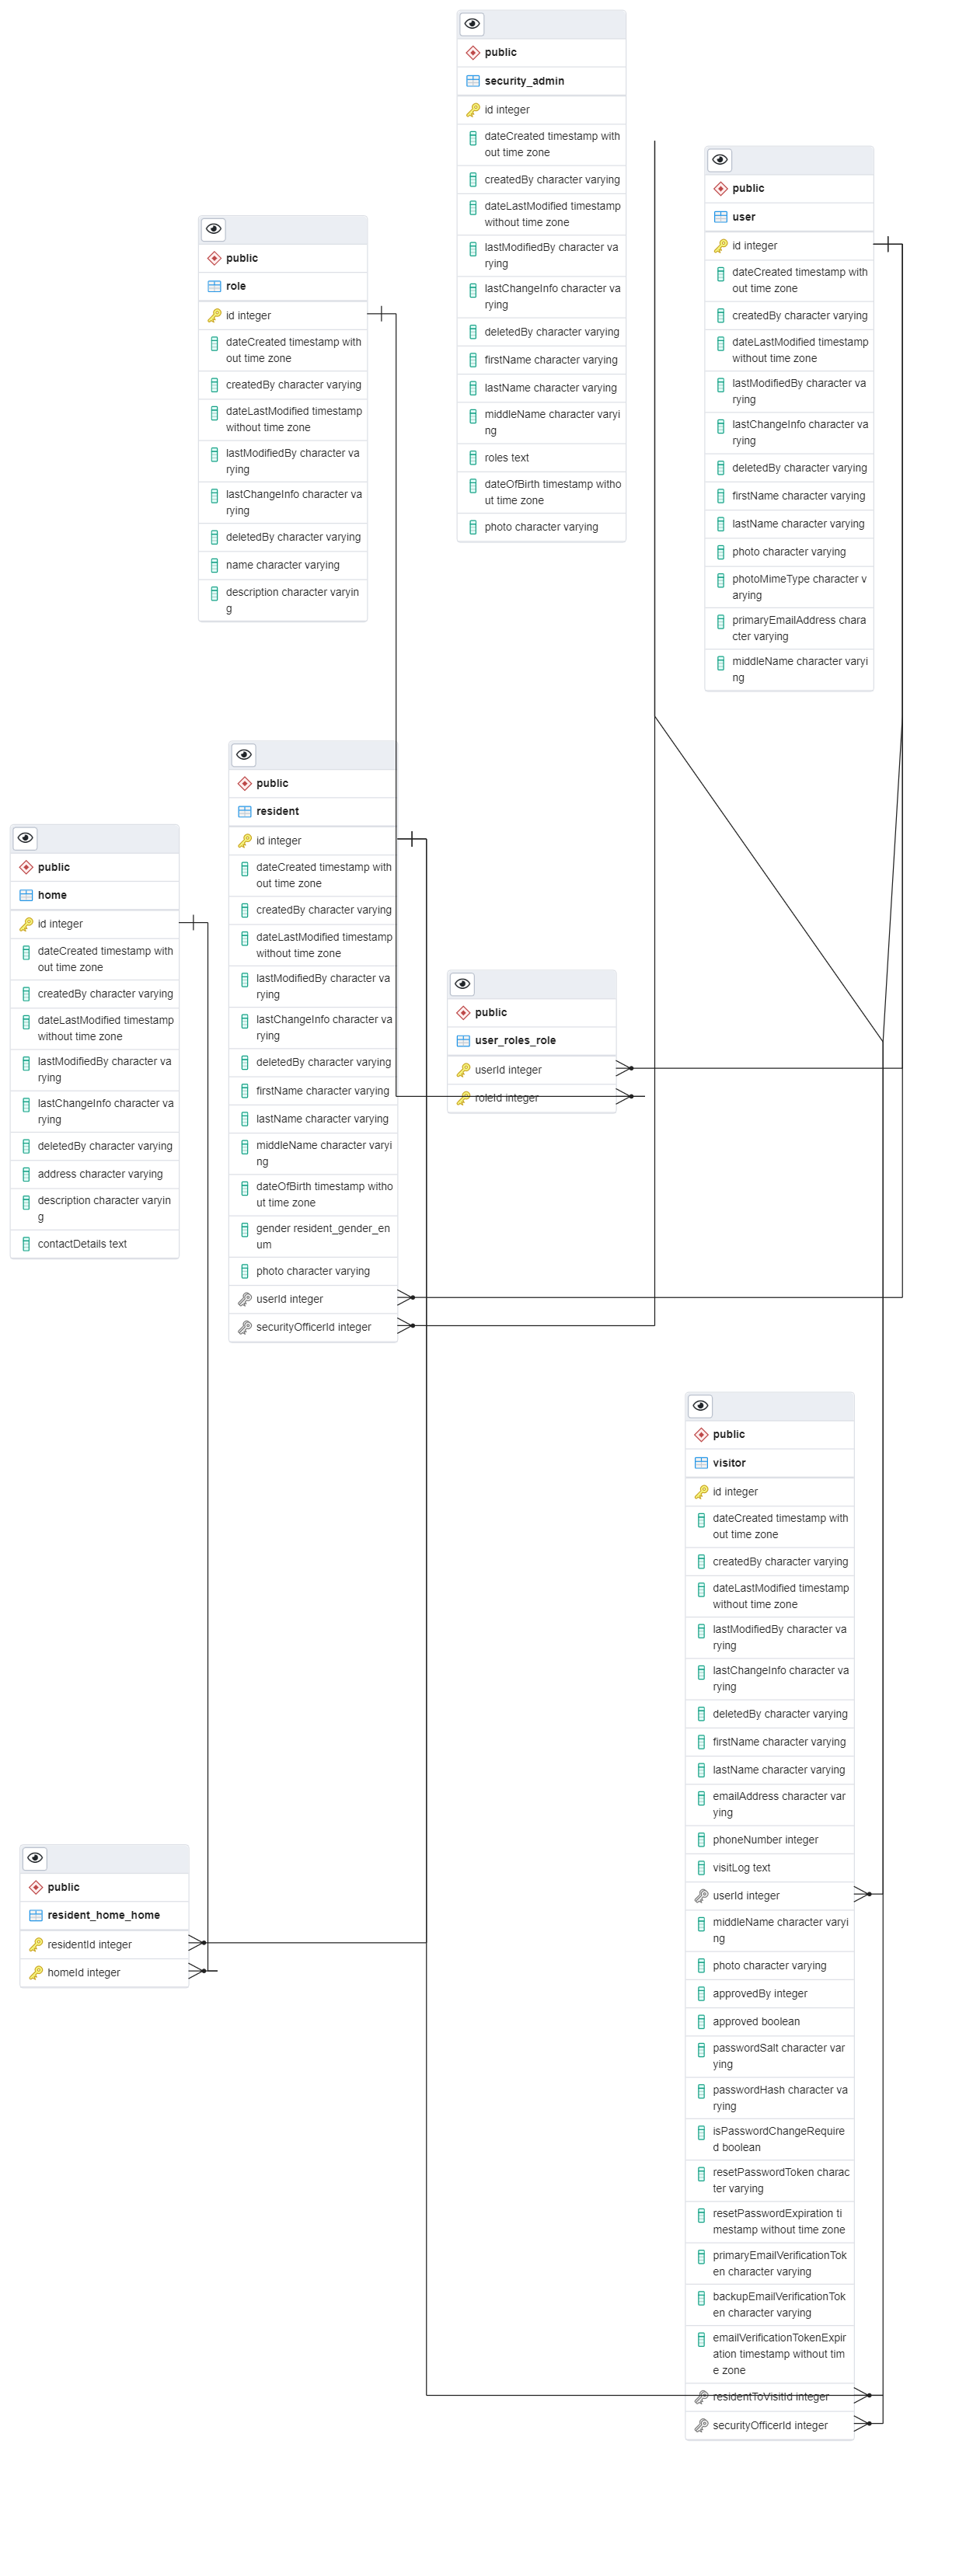 public
security_admin
id integer
dateCreated timestamp with
out time zone
createdBy character varying
dateLastModified timestamp
without time zone
lastModifiedBy character va
rying
lastChangeInfo character va
rying
deletedBy character varying
firstName character varying
lastName character varying
middleName character varyi
ng
roles text
dateOfBirth timestamp witho
ut time zone
photo character varying
public
user
id integer
dateCreated timestamp with
out time zone
createdBy character varying
dateLastModified timestamp
without time zone
lastModifiedBy character va
rying
lastChangeInfo character va
rying
deletedBy character varying
firstName character varying
lastName character varying
photo character varying
photoMimeType character v
arying
primaryEmailAddress chara
cter varying
middleName character varyi
ng
public
role
id integer
dateCreated timestamp with
out time zone
createdBy character varying
dateLastModified timestamp
without time zone
lastModifiedBy character va
rying
lastChangeInfo character va
rying
deletedBy character varying
name character varying
description character varyin
g
public
resident
id integer
dateCreated timestamp with
out time zone
createdBy character varying
dateLastModified timestamp
without time zone
lastModifiedBy character va
rying
lastChangeInfo character va
rying
deletedBy character varying
firstName character varying
lastName character varying
middleName character varyi
ng
dateOfBirth timestamp witho
ut time zone
gender resident_gender_en
um
photo character varying
userId integer
securityOfficerId integer
public
home
id integer
dateCreated timestamp with
out time zone
createdBy character varying
dateLastModified timestamp
without time zone
lastModifiedBy character va
rying
lastChangeInfo character va
rying
deletedBy character varying
address character varying
description character varyin
g
contactDetails text
public
user_roles_role
userId integer
roleId integer
public
visitor
id integer
dateCreated timestamp with
out time zone
createdBy character varying
dateLastModified timestamp
without time zone
lastModifiedBy character va
rying
lastChangeInfo character va
rying
deletedBy character varying
firstName character varying
lastName character varying
emailAddress character var
ying
phoneNumber integer
visitLog text
userId integer
middleName character varyi
ng
photo character varying
approvedBy integer
approved boolean
passwordSalt character var
ying
passwordHash character va
rying
isPasswordChangeRequire
d boolean
resetPasswordToken charac
ter varying
resetPasswordExpiration ti
mestamp without time zone
primaryEmailVerificationTok
en character varying
backupEmailVerificationTok
en character varying
emailVerificationTokenExpir
ation timestamp without tim
e zone
residentToVisitId integer
securityOfficerId integer
public
resident_home_home
residentId integer
homeId integer